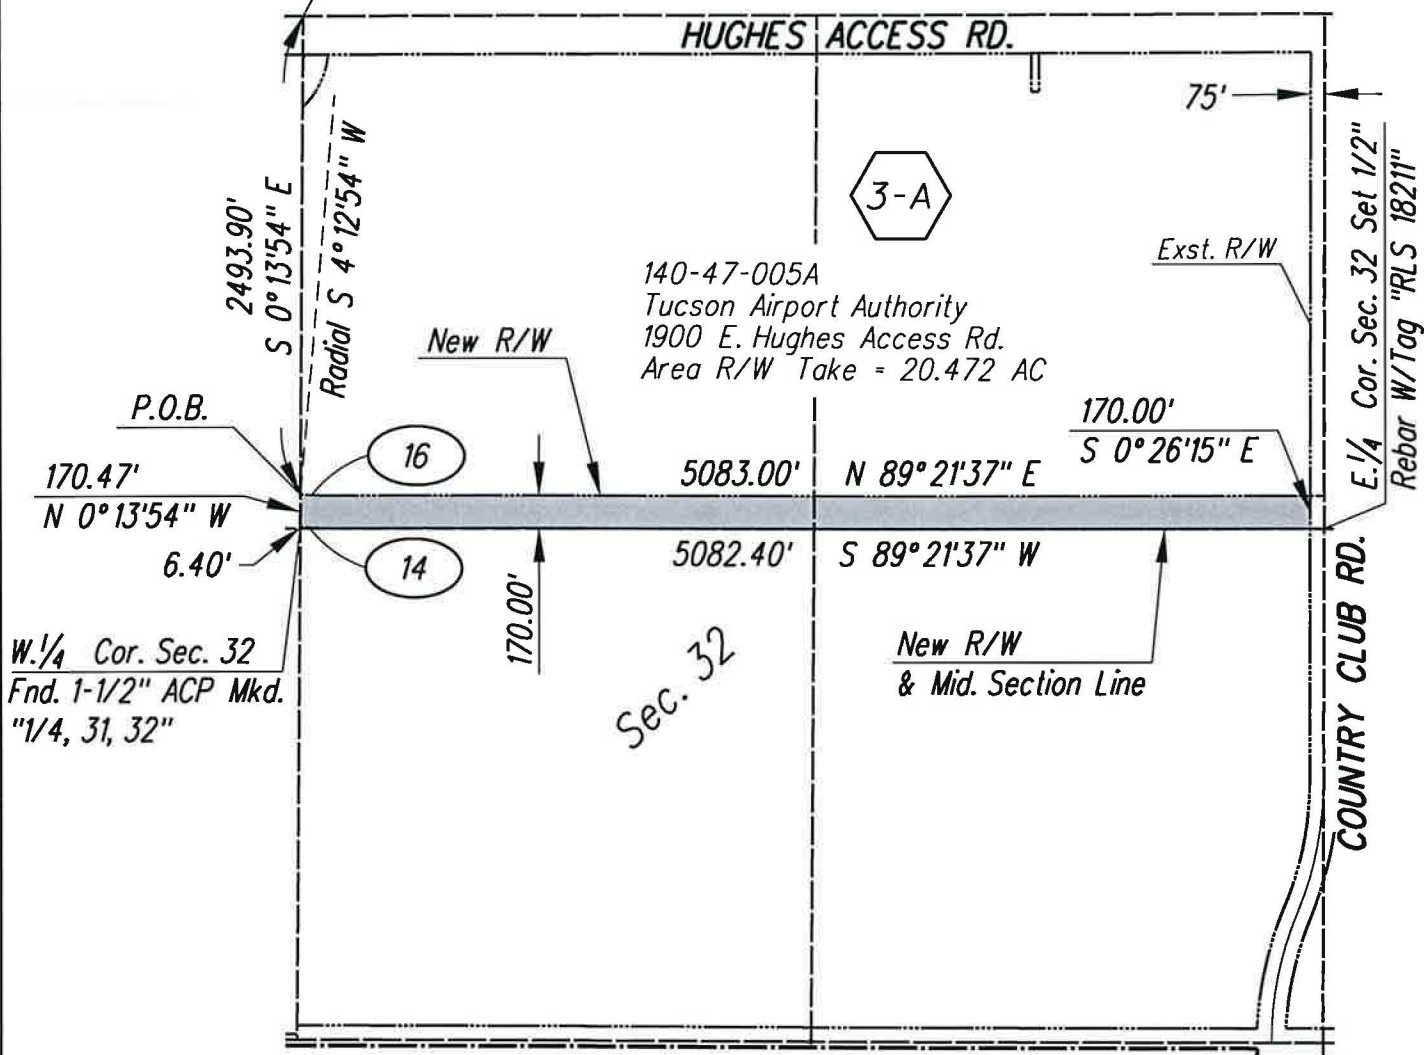 HUGHES ACCESS RD.
75'
2493.90'
S 0°13'54" E
Radial S 4°12'54" W
3-A
E.1/4 Cor. Sec. 32 Set 1/2"
Rebar W/Tag "RLS 18211"
Exst. R/W
140-47-005A
Tucson Airport Authority
1900 E. Hughes Access Rd.
Area R/W Take = 20.472 AC
New R/W
P.O.B.
16
170.00'
S 0°26'15" E
170.47'
N 0°13'54" W
5083.00' N 89°21'37" E
6.40'
14
5082.40' S 89°21'37" W
170.00'
W.1/4 Cor. Sec. 32
Fnd. 1-1/2" ACP Mkd.
"1/4, 31, 32"
Sec. 32
New R/W
& Mid. Section Line
COUNTRY CLUB RD.